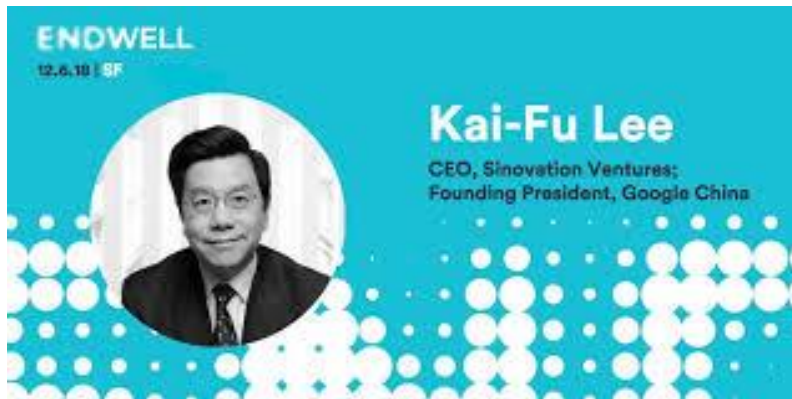 ENDWELL
12.6.18 | SF
Kai-Fu Lee
CEO, Sinovation Ventures;
Founding President, Google China